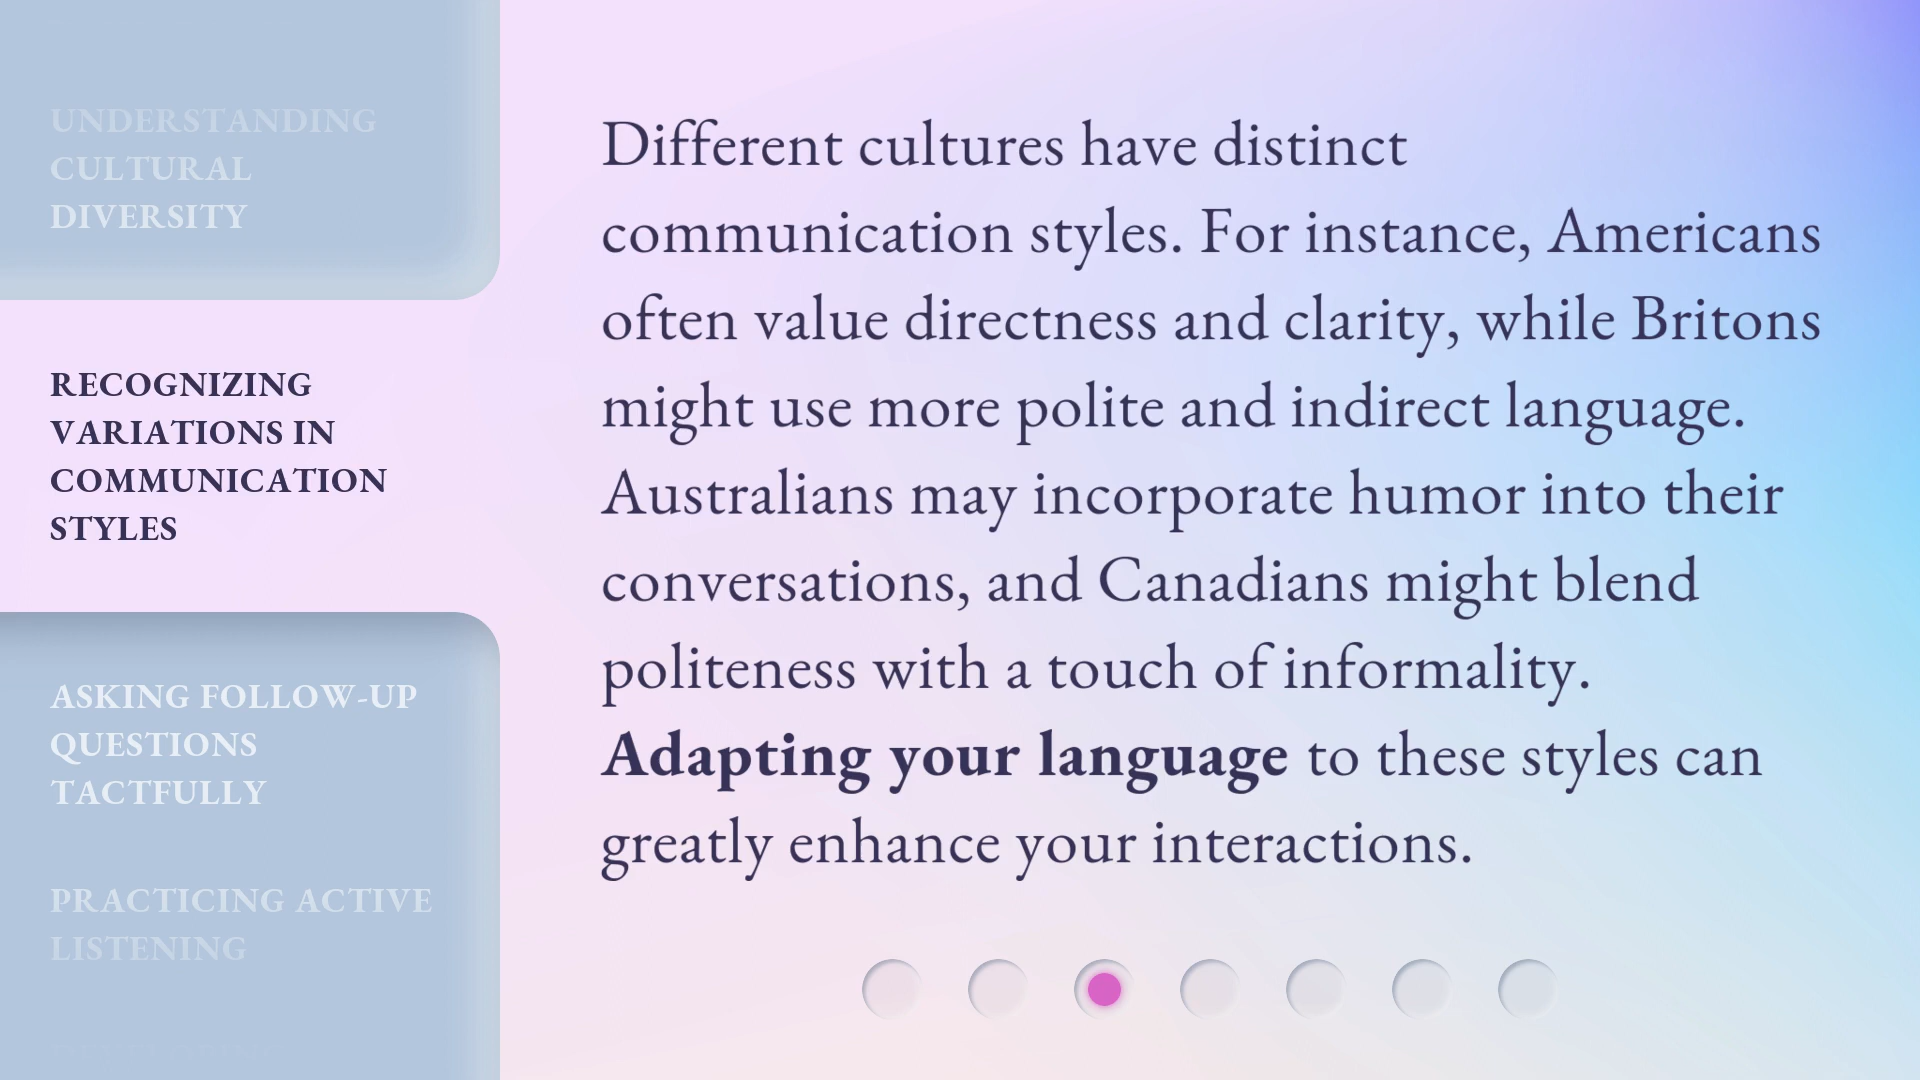 UNDERSTANDING
CULTURAL
DIVERSITY
RECOGNIZING
VARIATIONS IN
COMMUNICATION
STYLES
ASKING FOLLOW-UP
QUESTIONS
TACTFULLY
PRACTICING ACTIVE
LISTENING
Different cultures have distinct
communication styles. For instance, Americans
often value directness and clarity, while Britons
might use more polite and indirect language.
Australians may incorporate humor into their
conversations, and Canadians might blend
politeness with a touch of informality.
Adapting your language to these styles can
greatly enhance your interactions.